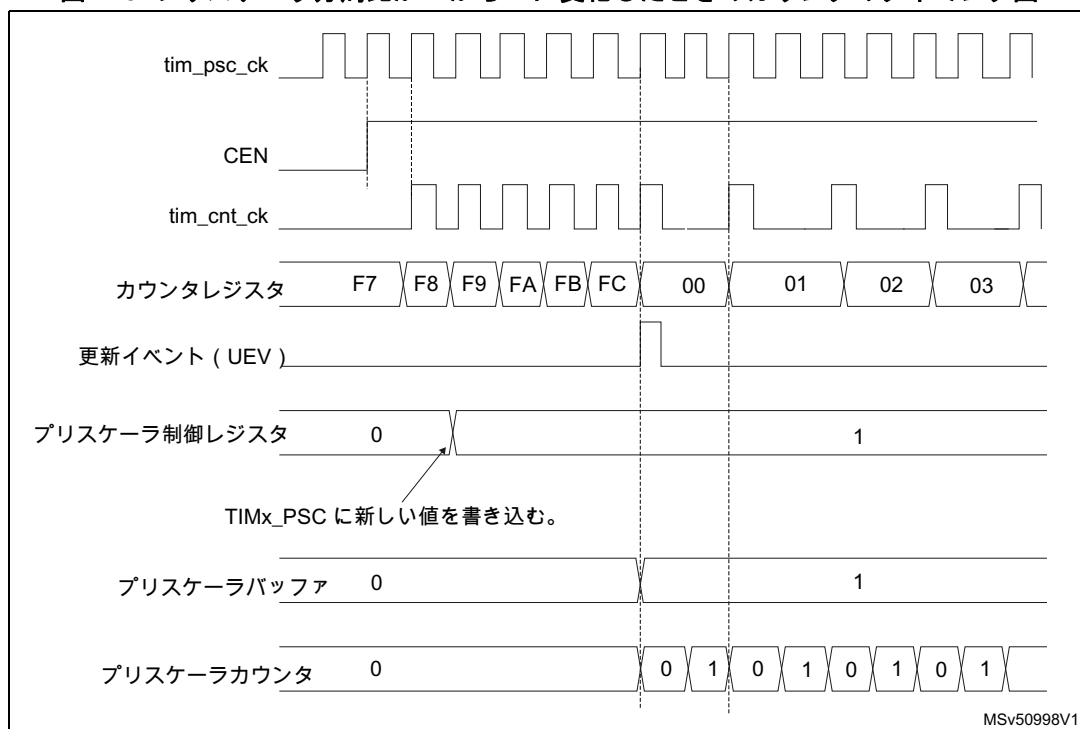 tim_psc_ck
CEN
tim_cnt_ck
カウンタレジスタ F7 F8 F9 FA FB FC 00 01 02 03
更新イベント ( UEV )
プリスケーラ制御レジスタ 0 1
TIMx_PSC に新しい値を書き込む。
プリスケーラバッファ 0 1
プリスケーラカウンタ 0 0 1 0 1 0 1 0 1
MSv50998V1